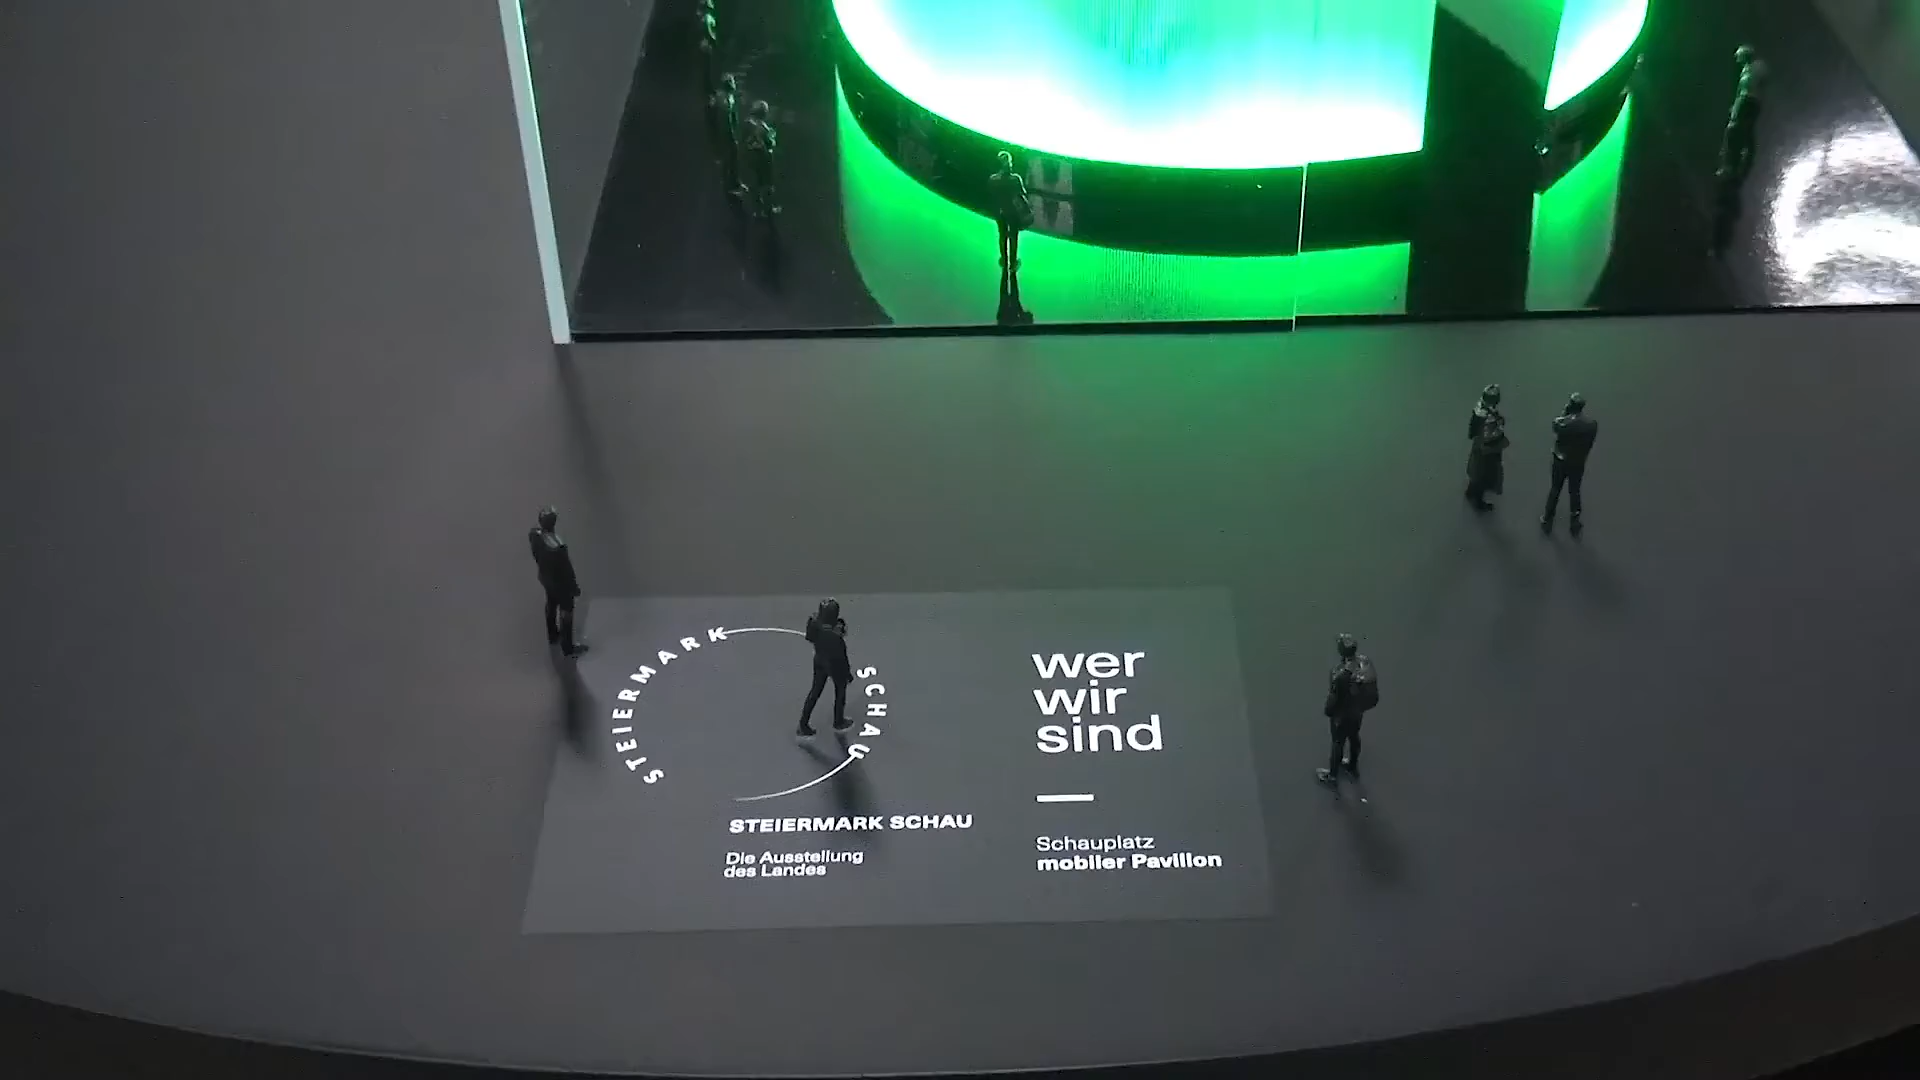 STEIERMARK SCHAU
STEIERMARK SCHAU
Die Ausstellung
des Landes
wer
wir
sind
Schauplatz
mobiler Pavillon